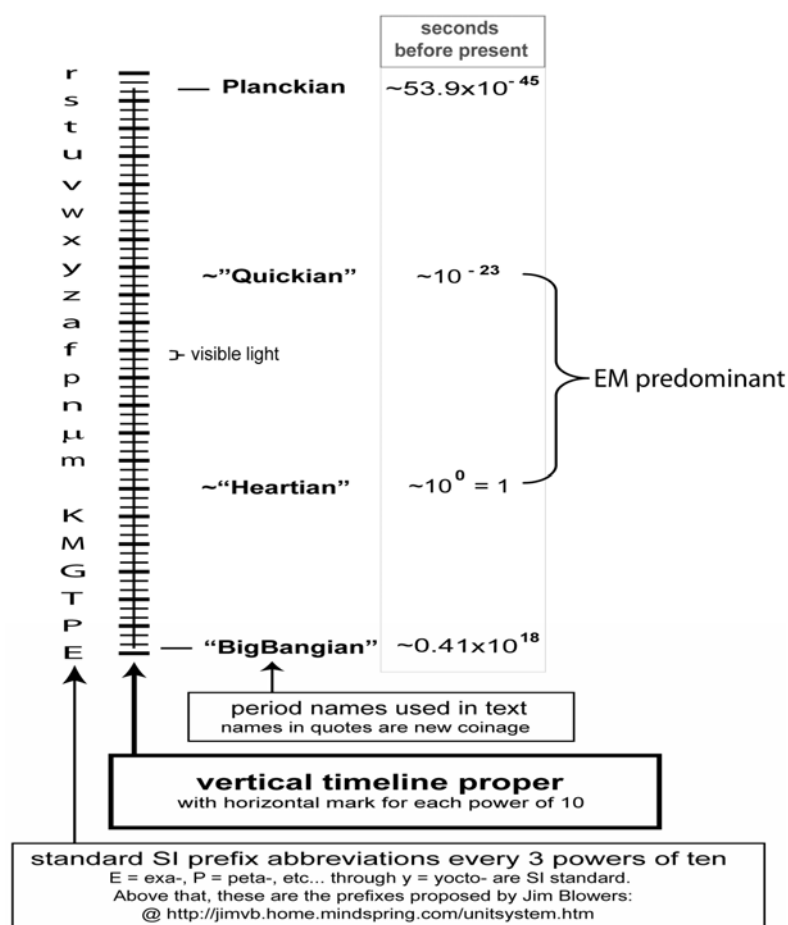 seconds
before present
r
Planckian ~53.9x10⁻⁴⁵
s
t
u
v
w
x
y ~"Quickian" ~10⁻²³
z
a
f visible light
p EM predominant
n
μ
m
~"Heartian" ~10⁰ = 1
K
M
G
T
P
E "BigBangian" ~0.41x10¹⁸
period names used in text
names in quotes are new coinage
vertical timeline proper
with horizontal mark for each power of 10
standard SI prefix abbreviations every 3 powers of ten
E = exa-, P = peta-, etc... through y = yocto- are SI standard.
Above that, these are the prefixes proposed by Jim Blowers:
@ http://jimvb.home.mindspring.com/unitsystem.htm